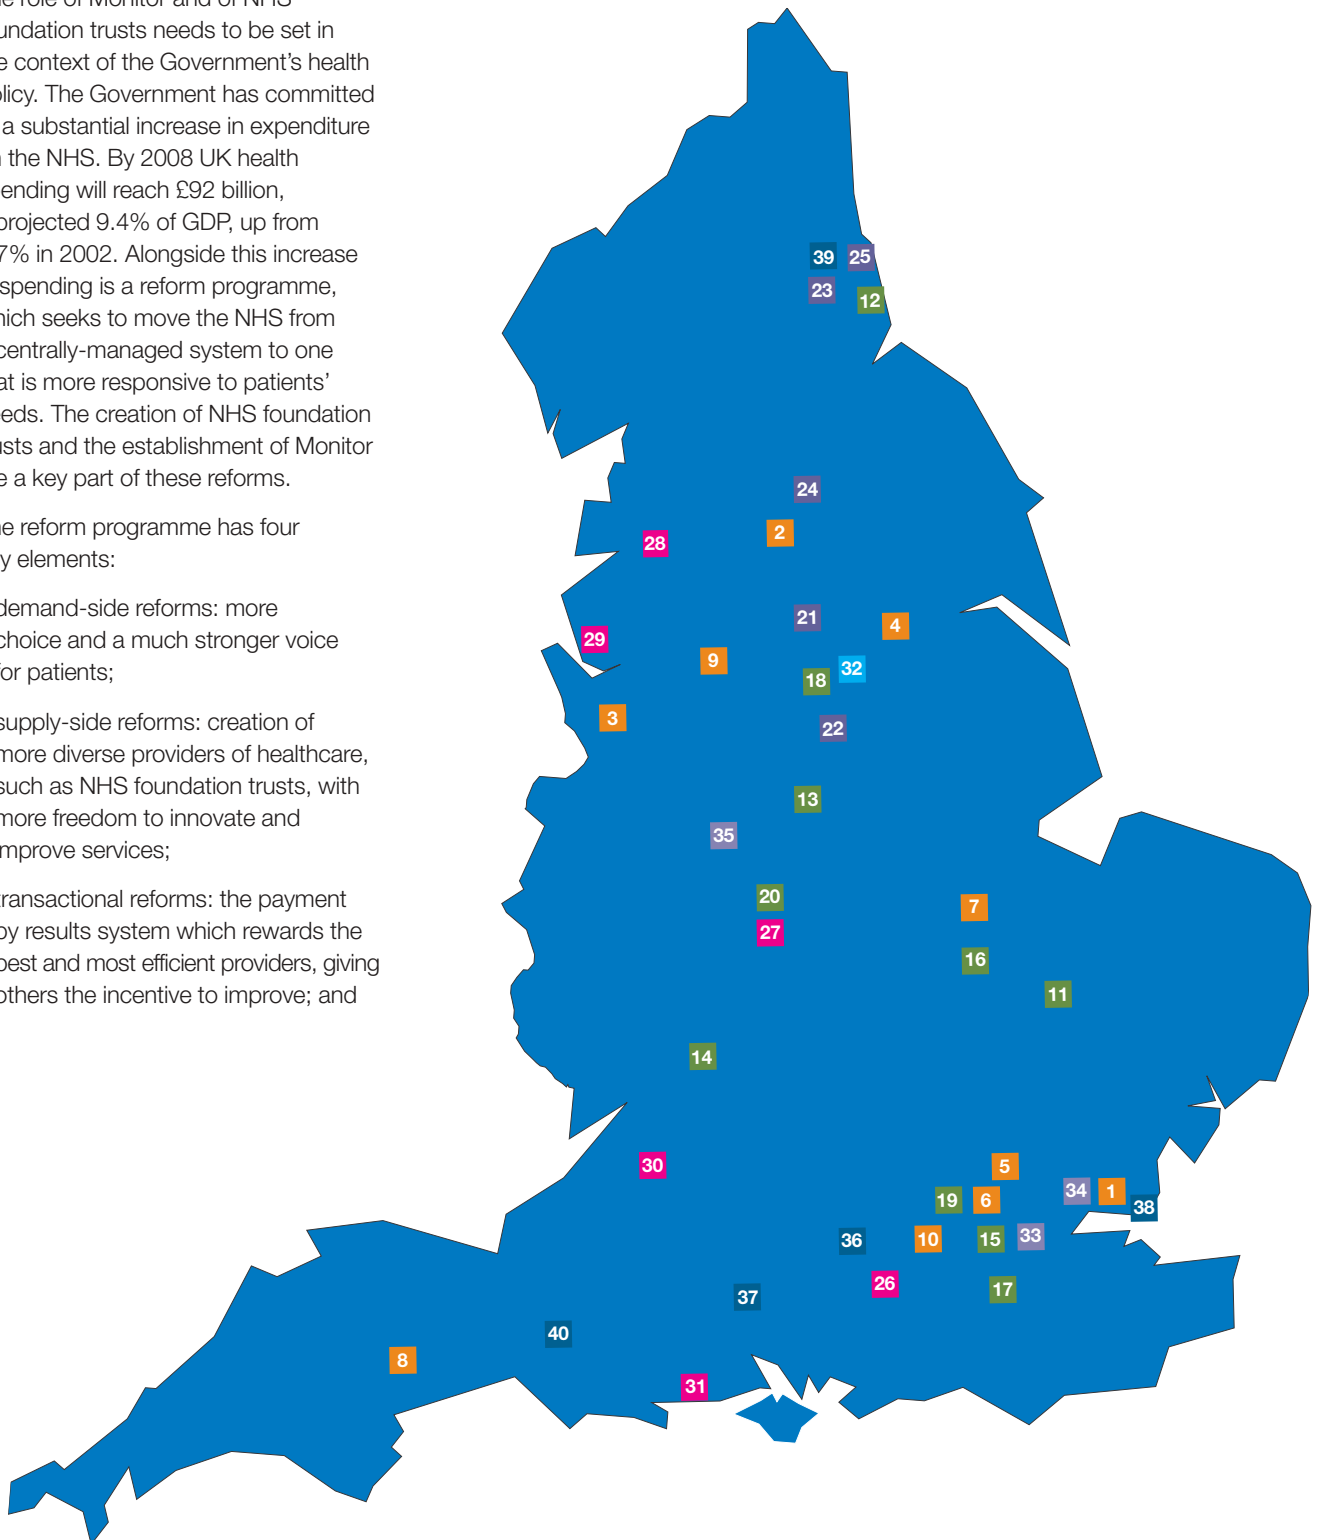 e role of Monitor and of NHS
undation trusts needs to be set in
e context of the Government’s health
olicy. The Government has committed
a substantial increase in expenditure
n the NHS. By 2008 UK health
ending will reach £92 billion,
projected 9.4% of GDP, up from
7% in 2002. Alongside this increase
spending is a reform programme,
hich seeks to move the NHS from
centrally-managed system to one
at is more responsive to patients’
eeds. The creation of NHS foundation
usts and the establishment of Monitor
e a key part of these reforms.
e reform programme has four
y elements:
demand-side reforms: more
choice and a much stronger voice
for patients;
supply-side reforms: creation of
more diverse providers of healthcare,
such as NHS foundation trusts, with
more freedom to innovate and
improve services;
transactional reforms: the payment
by results system which rewards the
best and most efficient providers, giving
others the incentive to improve; and
39 25
23
12
24
2
28
21
4
29
9
32
18
3
22
13
35
20
7
27
16
11
14
30
5
34 1
19 6
38
36
10
15
33
26
17
37
40
8
31